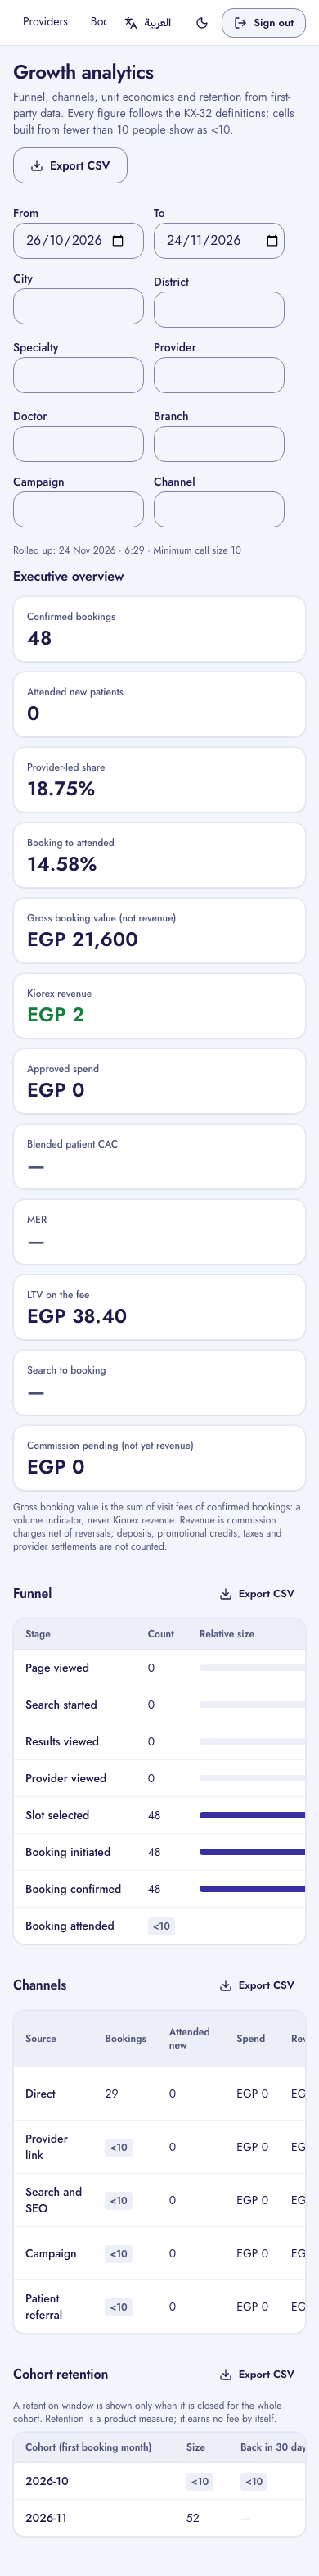 Providers Boo العربية Sign out
Growth analytics
Funnel, channels, unit economics and retention from first-
party data. Every figure follows the KX-32 definitions; cells
built from fewer than 10 people show as <10.
Export CSV
From To
26/10/2026 24/11/2026
City District
Specialty Provider
Doctor Branch
Campaign Channel
Rolled up: 24 Nov 2026 · 6:29 · Minimum cell size 10
Executive overview
Confirmed bookings
48
Attended new patients
0
Provider-led share
18.75%
Booking to attended
14.58%
Gross booking value (not revenue)
EGP 21,600
Kiorex revenue
EGP 2
Approved spend
EGP 0
Blended patient CAC
—
MER
—
LTV on the fee
EGP 38.40
Search to booking
—
Commission pending (not yet revenue)
EGP 0
Gross booking value is the sum of visit fees of confirmed bookings: a
volume indicator, never Kiorex revenue. Revenue is commission
charges net of reversals; deposits, promotional credits, taxes and
provider settlements are not counted.
Funnel Export CSV
Stage Count Relative size
Page viewed 0
Search started 0
Results viewed 0
Provider viewed 0
Slot selected 48
Booking initiated 48
Booking confirmed 48
Booking attended <10
Channels Export CSV
Source Bookings Attended new Spend Rev
Direct 29 0 EGP 0 EG
Provider link <10 0 EGP 0 EG
Search and SEO <10 0 EGP 0 EG
Campaign <10 0 EGP 0 EG
Patient referral <10 0 EGP 0 EG
Cohort retention Export CSV
A retention window is shown only when it is closed for the whole
cohort. Retention is a product measure; it earns no fee by itself.
Cohort (first booking month) Size Back in 30 day
2026-10 <10 <10
2026-11 52 —